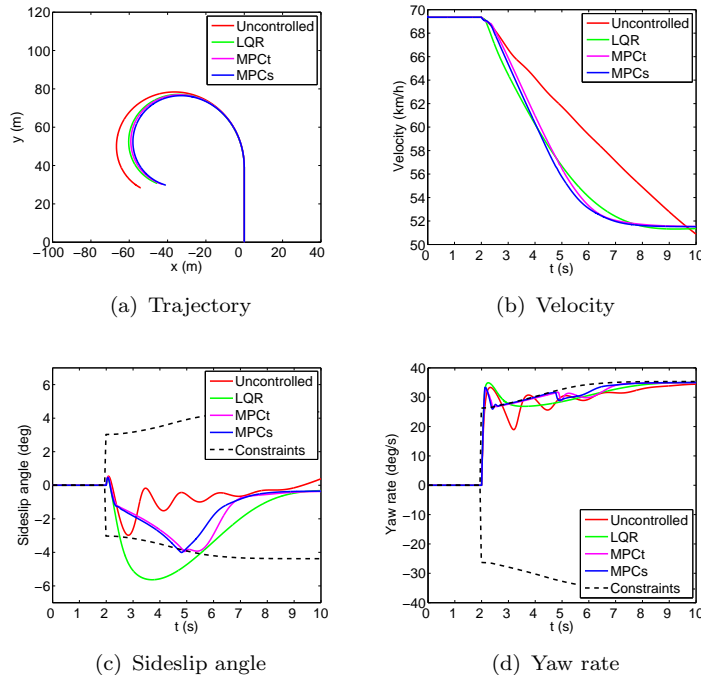 120
100
80
60
40
20
0
y (m)
−100 −80 −60 −40 −20 0 20 40
x (m)
Uncontrolled
LQR
MPCt
MPCs
(a) Trajectory
70
68
66
64
62
60
58
56
54
52
50
Velocity (km/h)
0 1 2 3 4 5 6 7 8 9 10
t (s)
Uncontrolled
LQR
MPCt
MPCs
(b) Velocity
6
4
2
0
−2
−4
−6
Sideslip angle (deg)
0 1 2 3 4 5 6 7 8 9 10
t (s)
Uncontrolled
LQR
MPCt
MPCs
Constraints
(c) Sideslip angle
40
30
20
10
0
−10
−20
−30
−40
Yaw rate (deg/s)
0 1 2 3 4 5 6 7 8 9 10
t (s)
Uncontrolled
LQR
MPCt
MPCs
Constraints
(d) Yaw rate